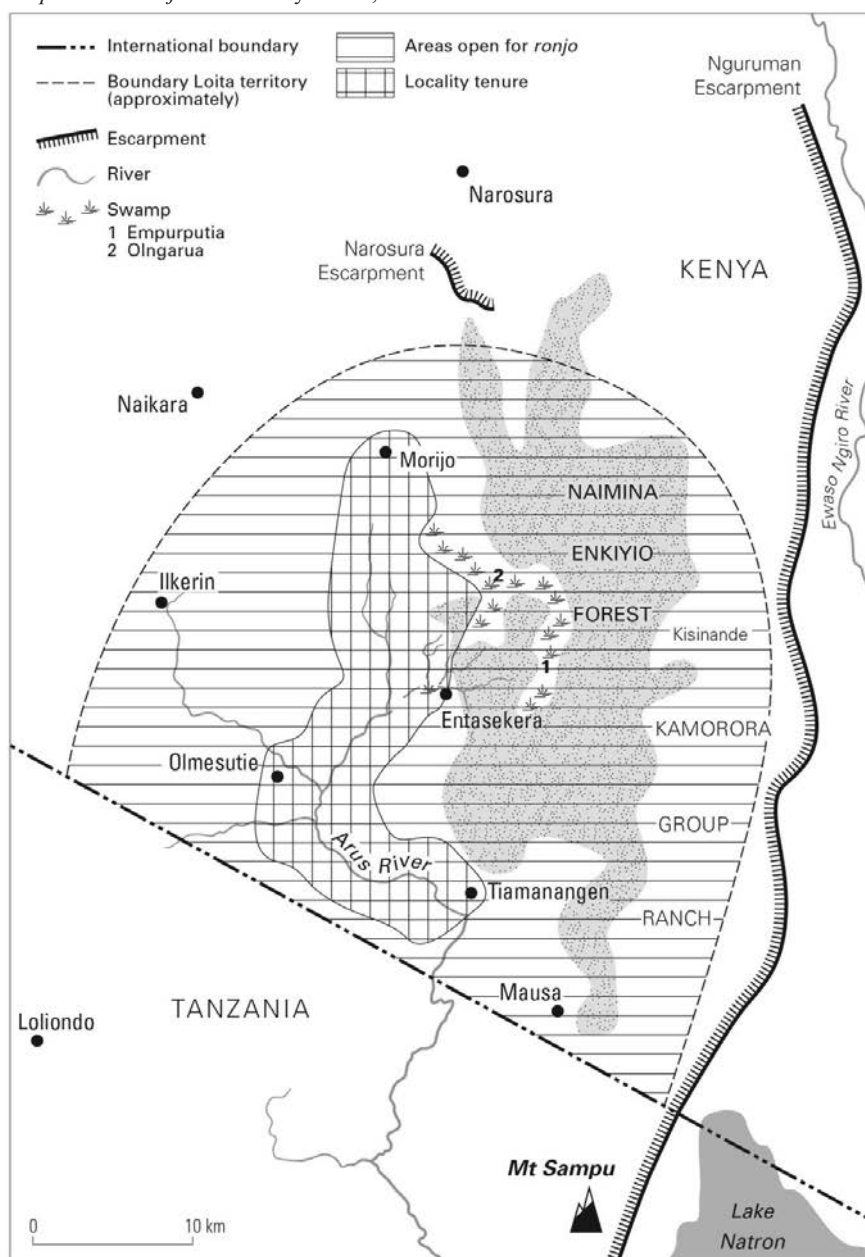 International boundary
Boundary Loita territory
(approximately)
Escarpment
River
Swamp
1 Empurputia
2 Olngarua
Areas open for ronjo
Locality tenure
Nguruman
Escarpment
Narosura
Narosura
Escarpment
KENYA
Naikara
Morijo
Ewaso Ngiro River
NAIMINA
ENKIYIO
FOREST
2
Ilkerin
Kisinande
1
Entasekera
KAMORORA
Olmesutie
GROUP
Arus River
Tiamanangen
RANCH
Mausa
TANZANIA
Loliondo
Mt Sampu
0 10 km
Lake
Natron